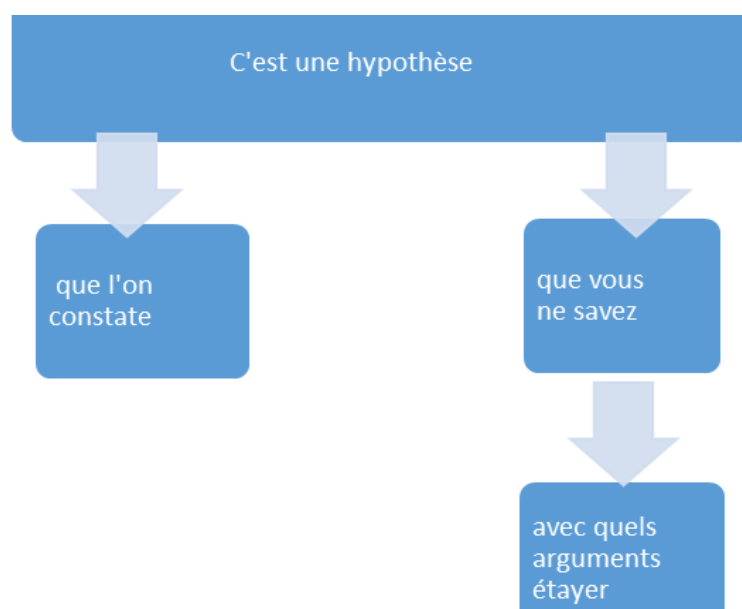 C'est une hypothèse
que l'on
constate
que vous
ne savez
avec quels
arguments
étayer